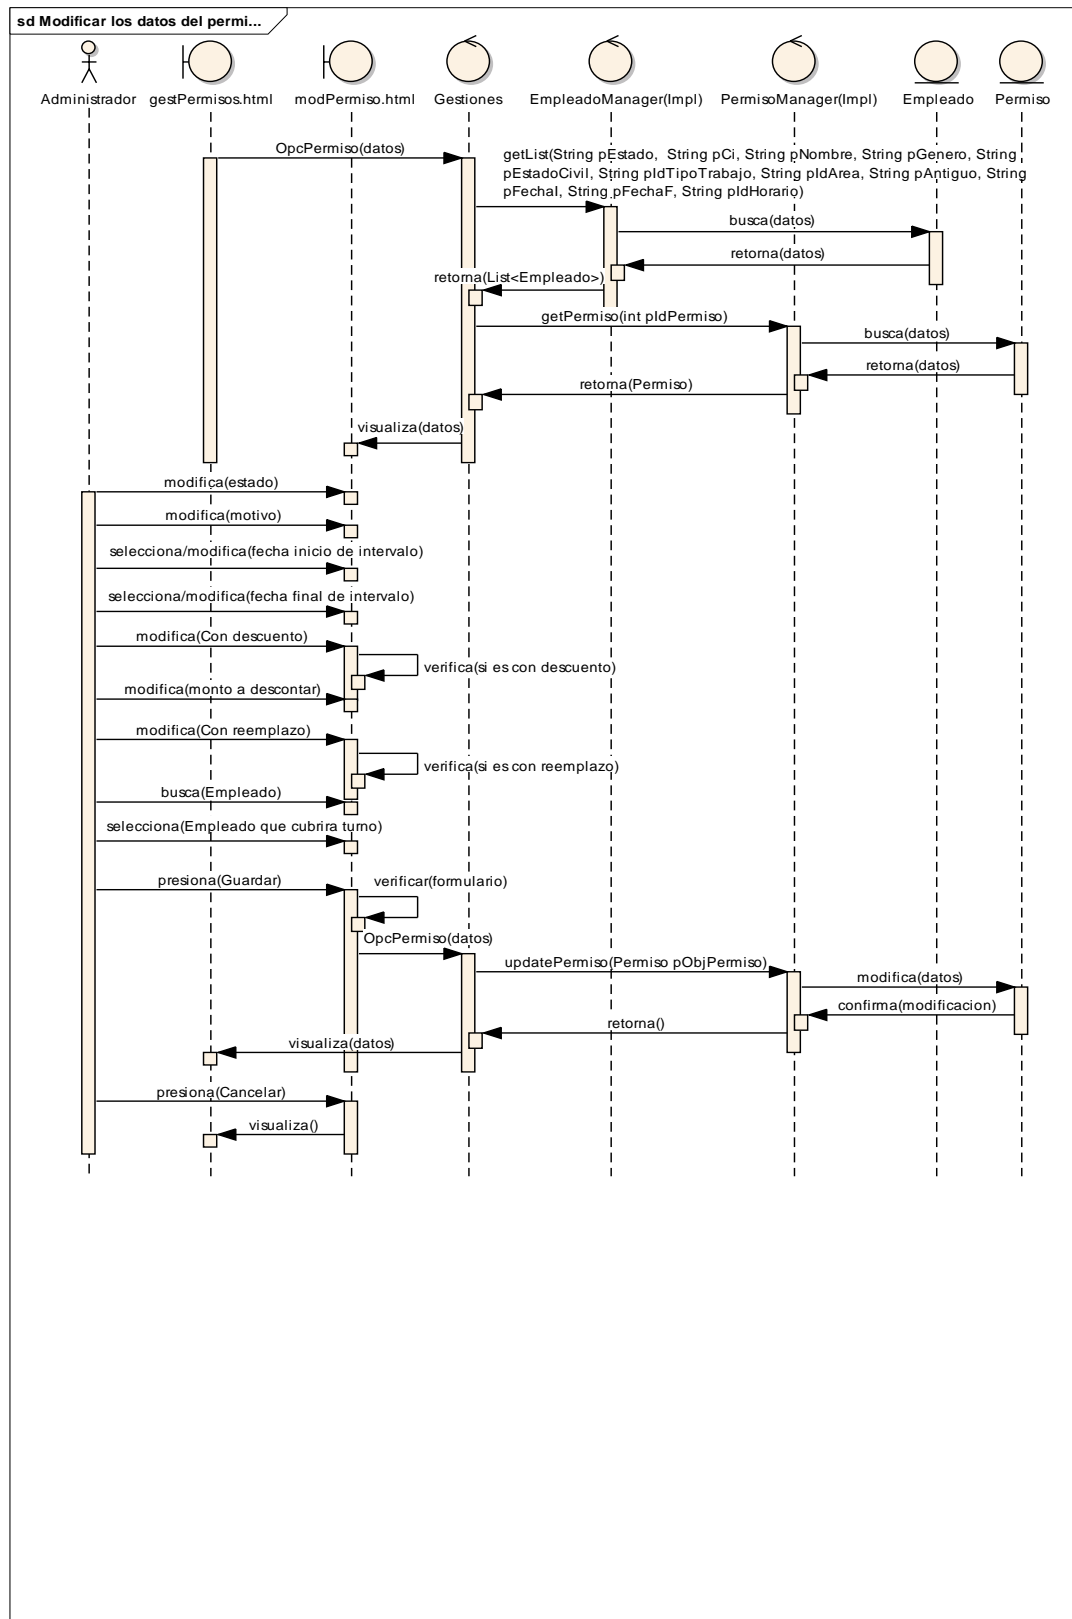 sd Modificar los datos del permi...
Administrador
gestPermisos.html
modPermiso.html
Gestiones
EmpleadoManager(Impl)
PermisoManager(Impl)
Empleado
Permiso
OpcPermiso(datos)
getList(String pEstado, String pCi, String pNombre, String pGenero, String
pEstadoCivil, String pIdTipoTrabajo, String pIdArea, String pAntiguo, String
pFechaI, String pFechaF, String pIdHorario)
busca(datos)
retorna(datos)
retorna(List<Empleado>)
getPermiso(int pIdPermiso)
busca(datos)
retorna(datos)
retorna(Permiso)
visualiza(datos)
modifica(estado)
modifica(motivo)
selecciona/modifica(fecha inicio de intervalo)
selecciona/modifica(fecha final de intervalo)
modifica(Con descuento)
verifica(si es con descuento)
modifica(monto a descontar)
modifica(Con reemplazo)
verifica(si es con reemplazo)
busca(Empleado)
selecciona(Empleado que cubrira turno)
presiona(Guardar)
verificar(formulario)
OpcPermiso(datos)
updatePermiso(Permiso pObjPermiso)
modifica(datos)
confirma(modificacion)
retorna()
visualiza(datos)
presiona(Cancelar)
visualiza()